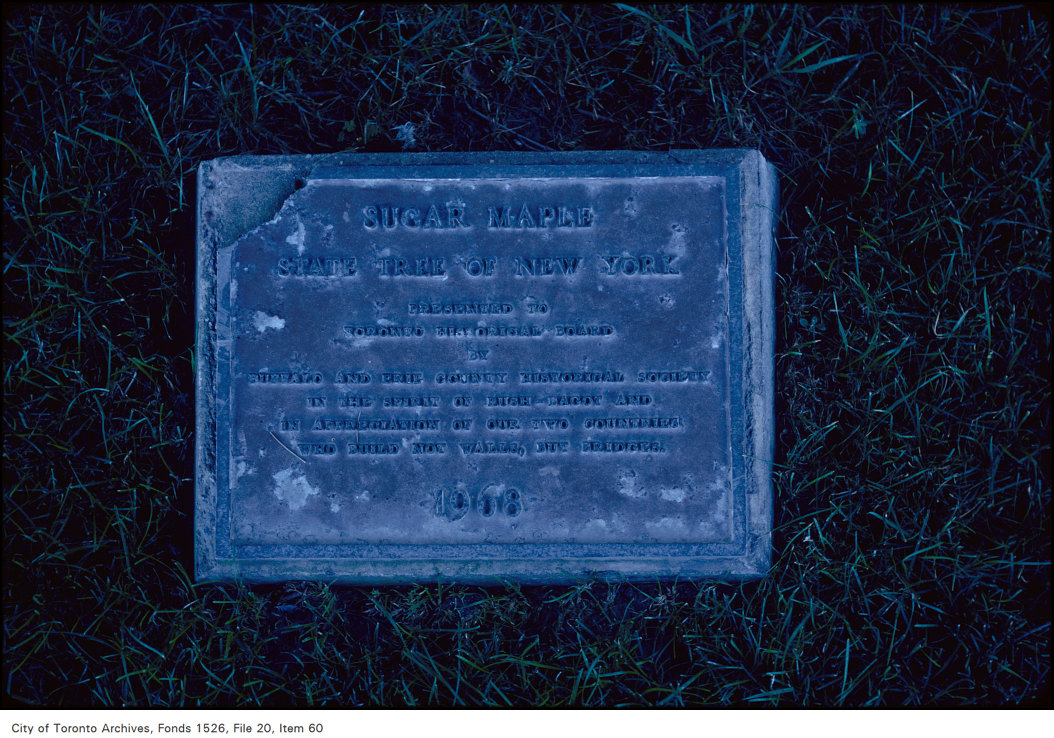 SUGAR MAPLE
STATE TREE OF NEW YORK
PRESENTED TO
TORONTO HISTORICAL BOARD
BY
BUFFALO AND ERIE COUNTY HISTORICAL SOCIETY
IN THE SPIRIT OF RUSH-BAGOT AND
IN APPRECIATION OF OUR TWO COUNTRIES
WHO BUILD NOT WALLS, BUT BRIDGES.
1968
City of Toronto Archives, Fonds 1526, File 20, Item 60